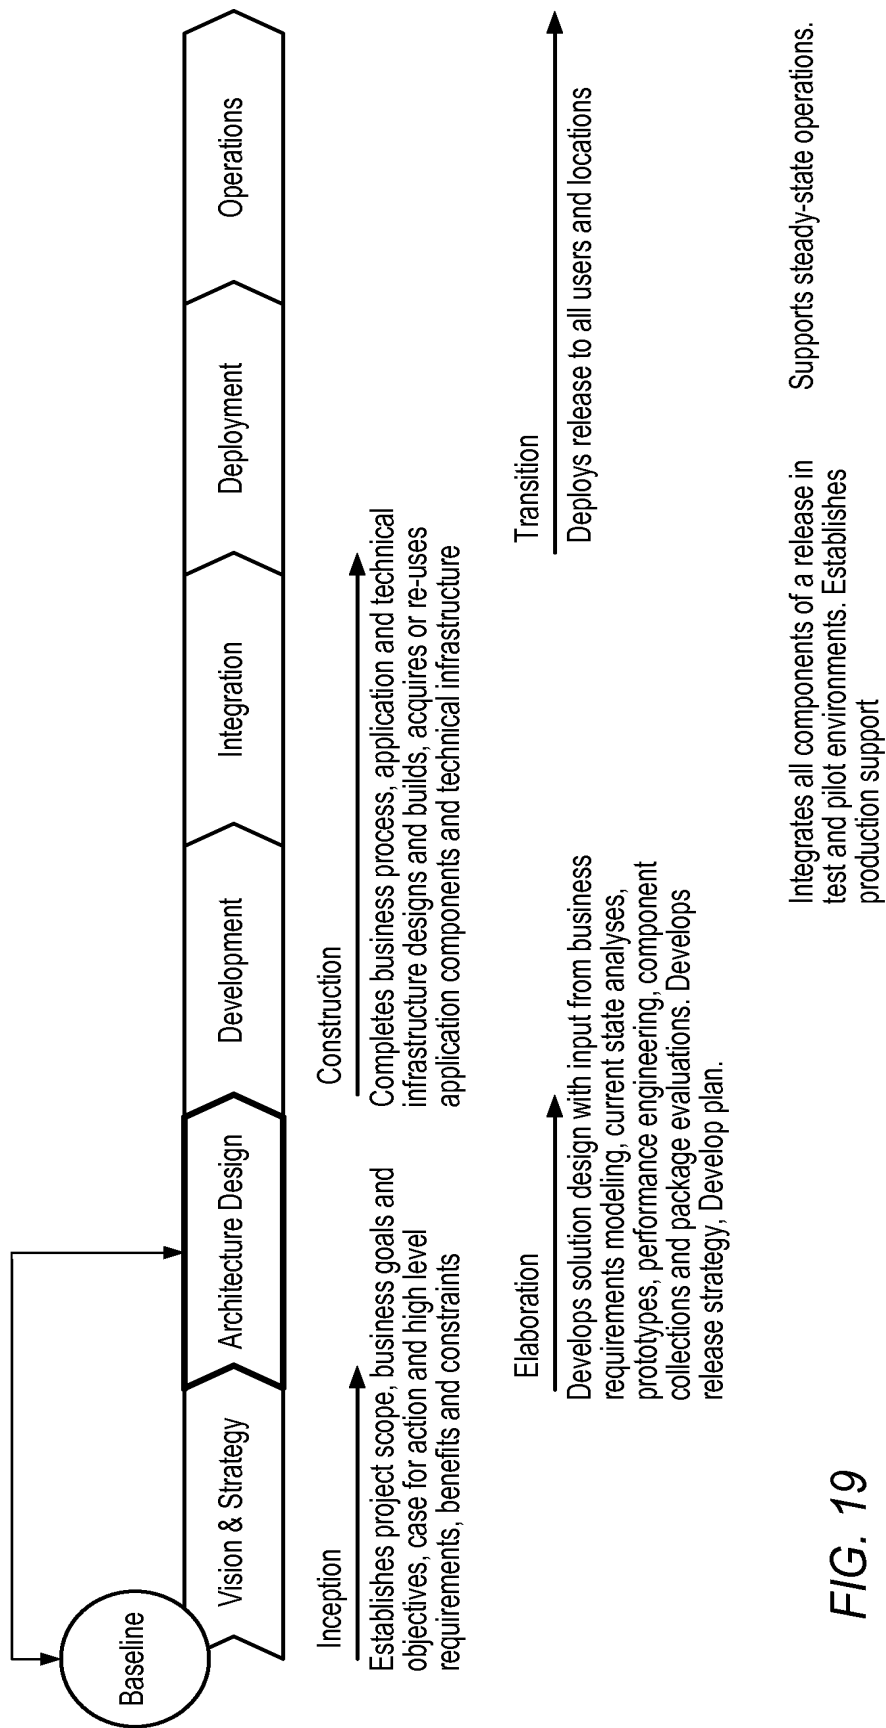 Baseline
Vision & Strategy
Architecture Design
Development
Integration
Deployment
Operations
Inception
Establishes project scope, business goals and
objectives, case for action and high level
requirements, benefits and constraints
Construction
Completes business process, application and technical
infrastructure designs and builds, acquires or re-uses
application components and technical infrastructure
Elaboration
Develops solution design with input from business
requirements modeling, current state analyses,
prototypes, performance engineering, component
collections and package evaluations. Develops
release strategy, Develop plan.
Transition
Deploys release to all users and locations
Integrates all components of a release in
test and pilot environments. Establishes
production support
Supports steady-state operations.
FIG. 19